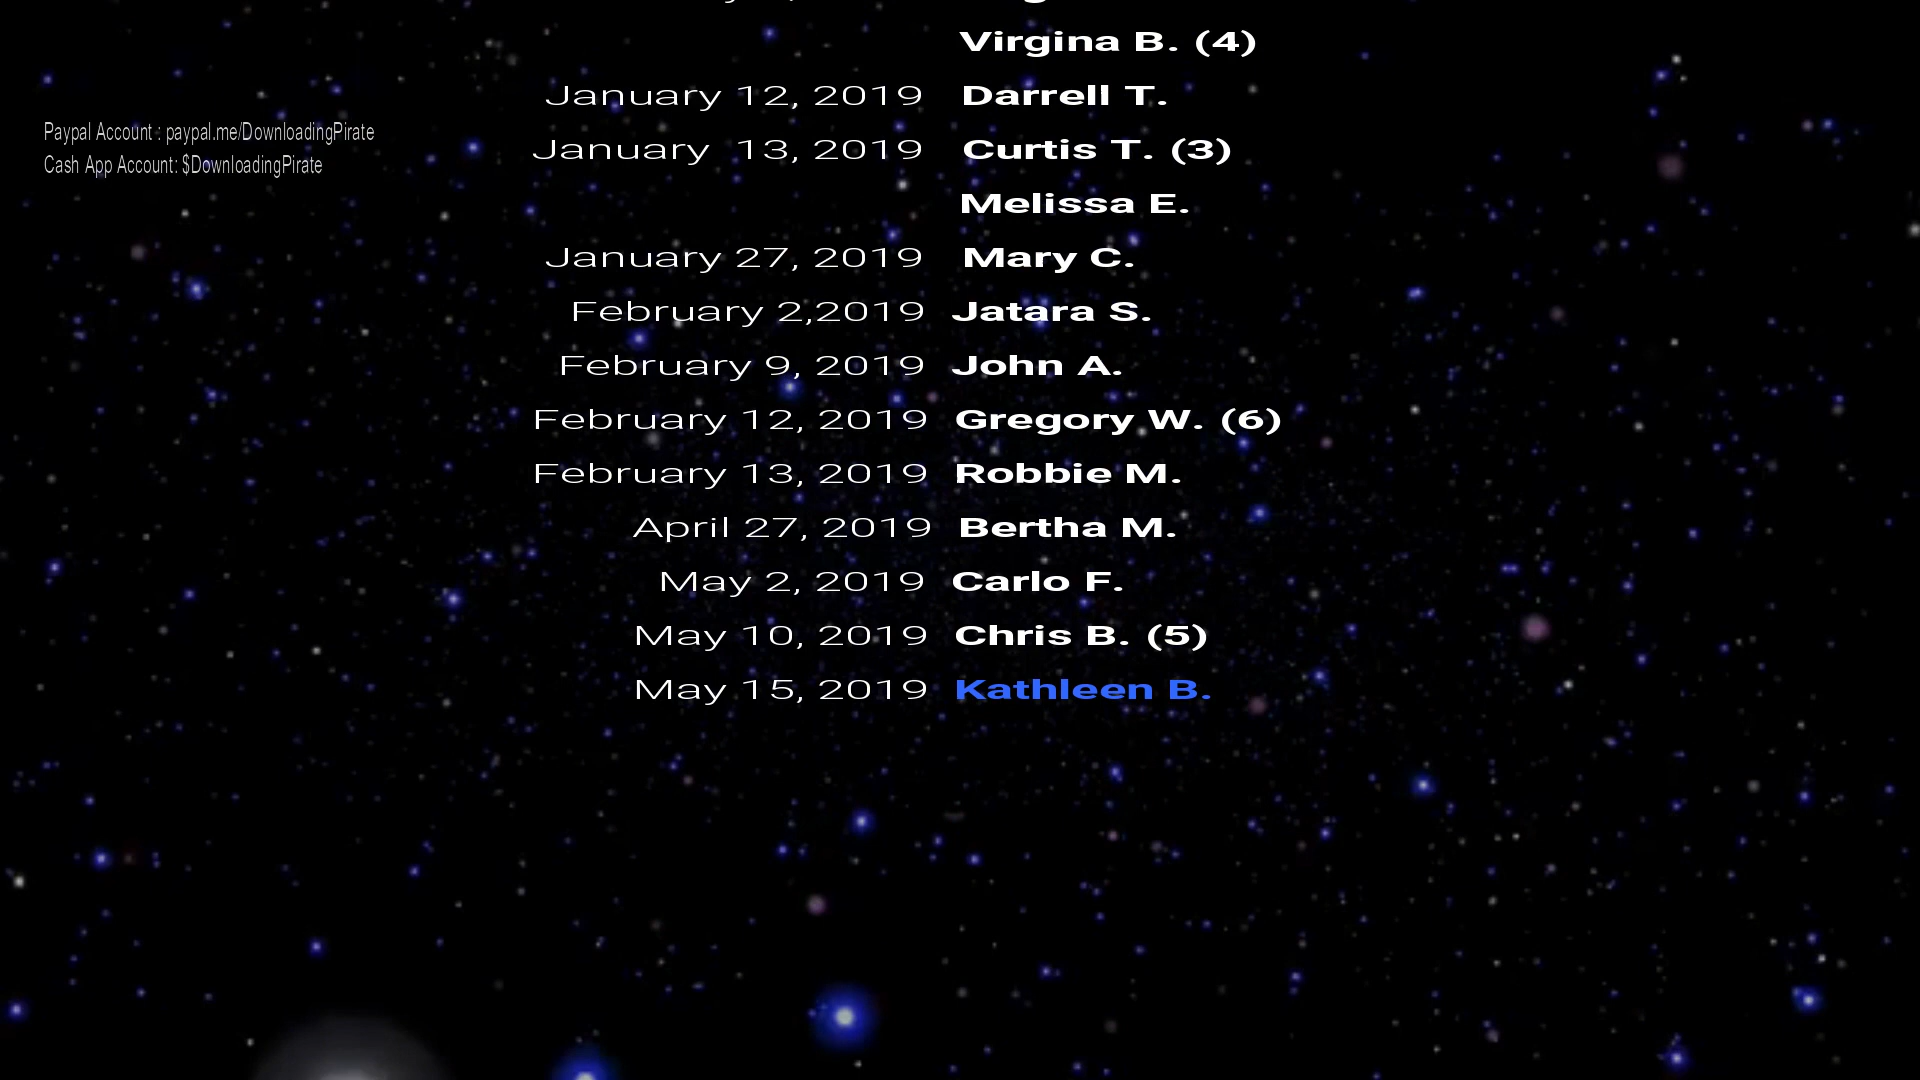 Virgina B. (4)
January 12, 2019 Darrell T.
Paypal Account : paypal.me/DownloadingPirate
Cash App Account: $DownloadingPirate
January 13, 2019 Curtis T. (3)
Melissa E.
January 27, 2019 Mary C.
February 2,2019 Jatara S.
February 9, 2019 John A.
February 12, 2019 Gregory W. (6)
February 13, 2019 Robbie M.
April 27, 2019 Bertha M.
May 2, 2019 Carlo F.
May 10, 2019 Chris B. (5)
May 15, 2019 Kathleen B.